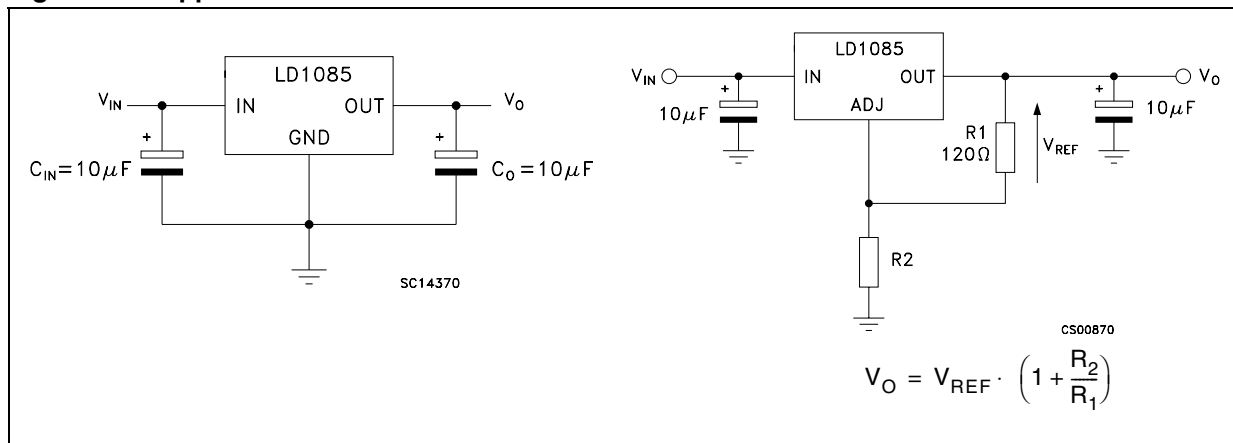 LD1085
V_IN
IN
OUT
V_O
GND
+
+
C_IN=10μF
C_O=10μF
SC14370
LD1085
V_IN
IN
OUT
V_O
ADJ
+
10μF
R1
120Ω
V_REF
+
10μF
R2
CS00870
V_O = V_REF · (1 + R_2/R_1)